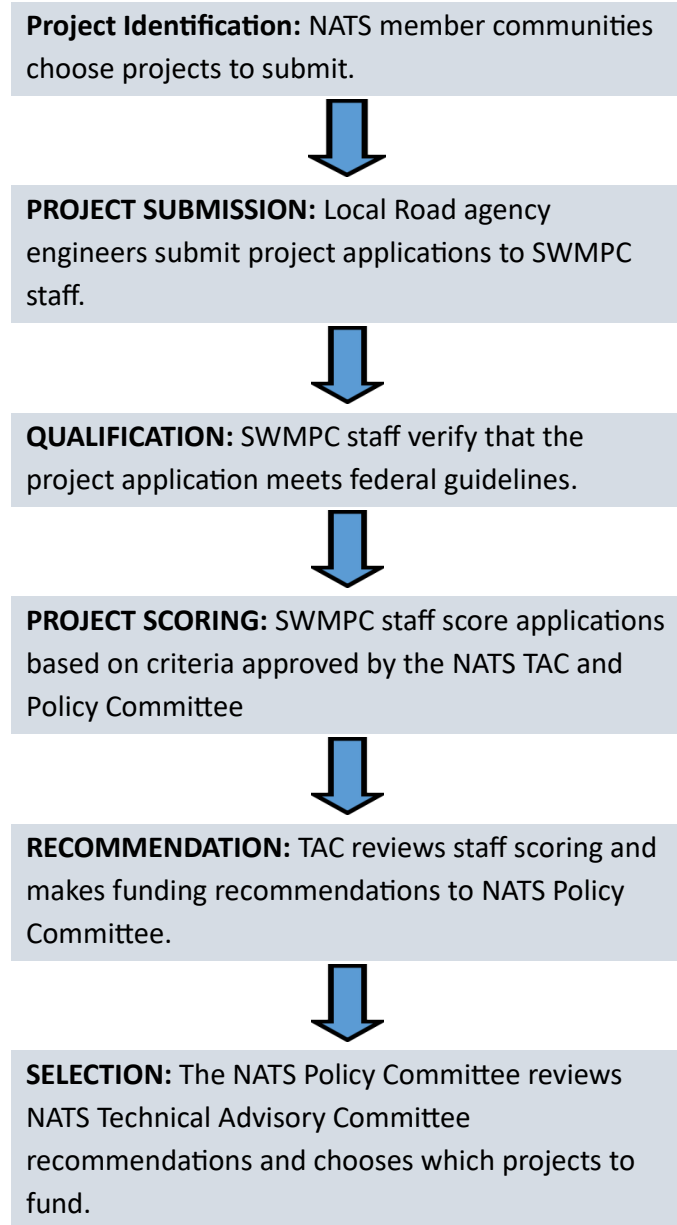 Project Identification: NATS member communities
choose projects to submit.
PROJECT SUBMISSION: Local Road agency
engineers submit project applications to SWMPC
staff.
QUALIFICATION: SWMPC staff verify that the
project application meets federal guidelines.
PROJECT SCORING: SWMPC staff score applications
based on criteria approved by the NATS TAC and
Policy Committee
RECOMMENDATION: TAC reviews staff scoring and
makes funding recommendations to NATS Policy
Committee.
SELECTION: The NATS Policy Committee reviews
NATS Technical Advisory Committee
recommendations and chooses which projects to
fund.